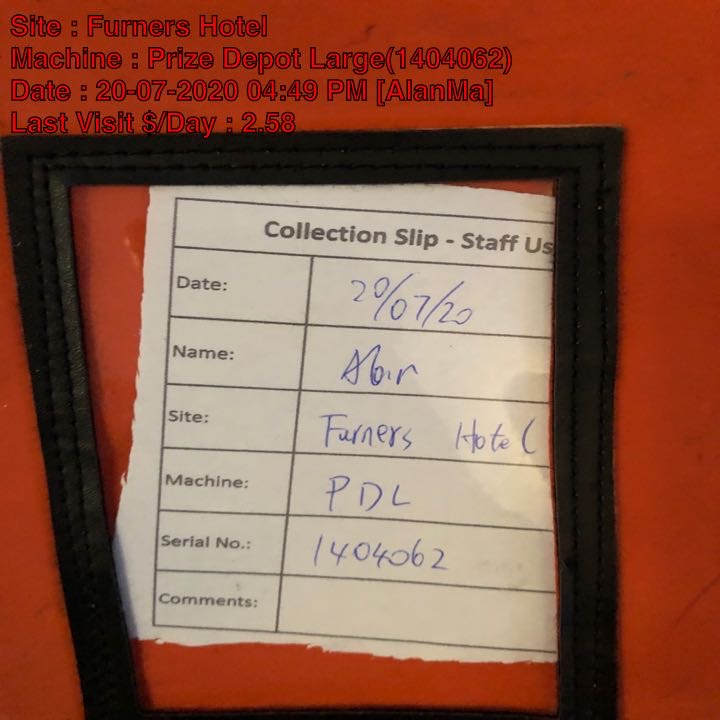 Site : Furners Hotel
Machine : Prize Depot Large(1404062)
Date : 20-07-2020 04:49 PM [AlanMa]
Last Visit $/Day : 2.58
Collection Slip - Staff Us
Date: 20/07/20
Name:
Site: Furners Hotel
Machine: PDL
Serial No.: 1404062
Comments: